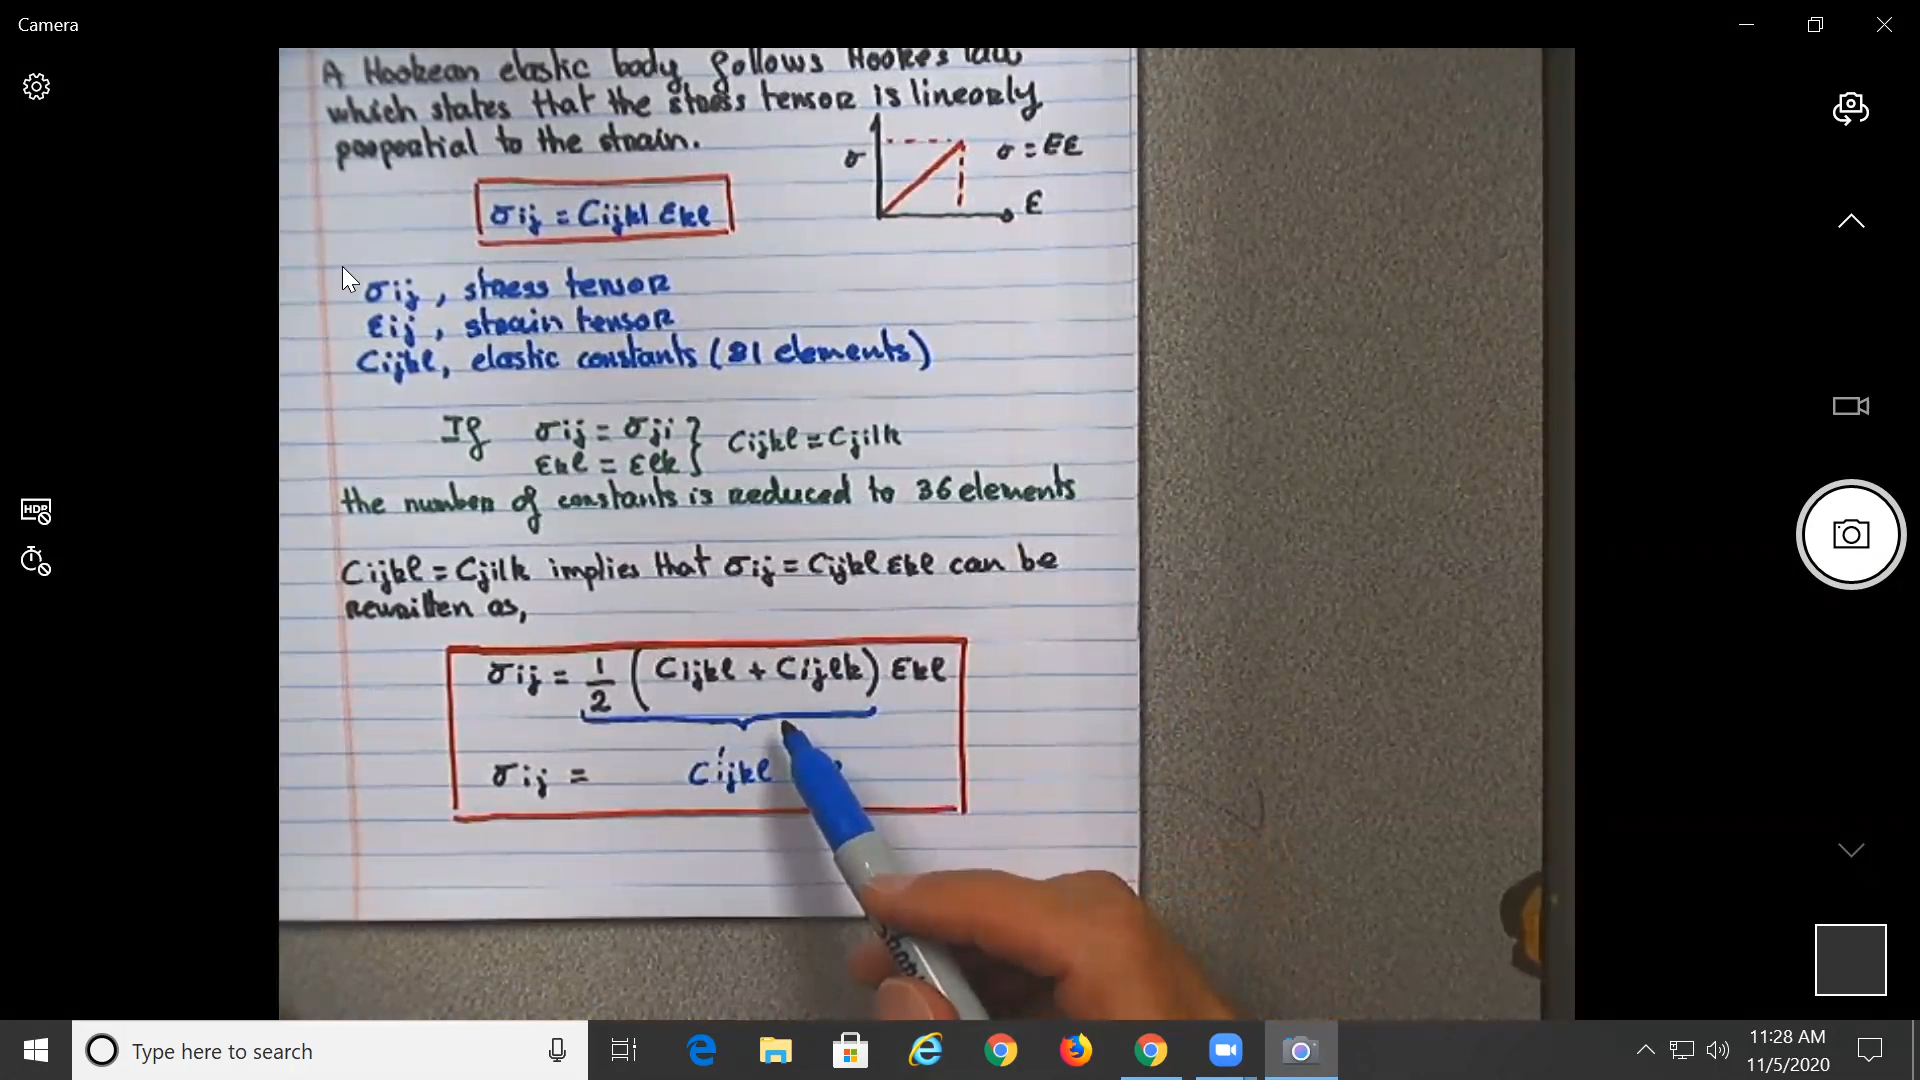 Camera
A Hookean elastic body follows Hooke's law
which states that the stress tensor is linearly
proportial to the strain.
σ
σ = Eε
ε
σij = Cijkl εkl
σij, stress tensor
εij, strain tensor
Cijkl, elastic constants (81 elements)
If σij = σji } Cijkl = Cjilk
εkl = εlk
the number of constants is reduced to 36 elements
Cijkl = Cjilk implies that σij = Cijkl εkl can be
rewritten as,
σij = 1/2 (Cijkl + Cijlk) εkl
σij = C'ijkl
HDR
Type here to search
11:28 AM
11/5/2020